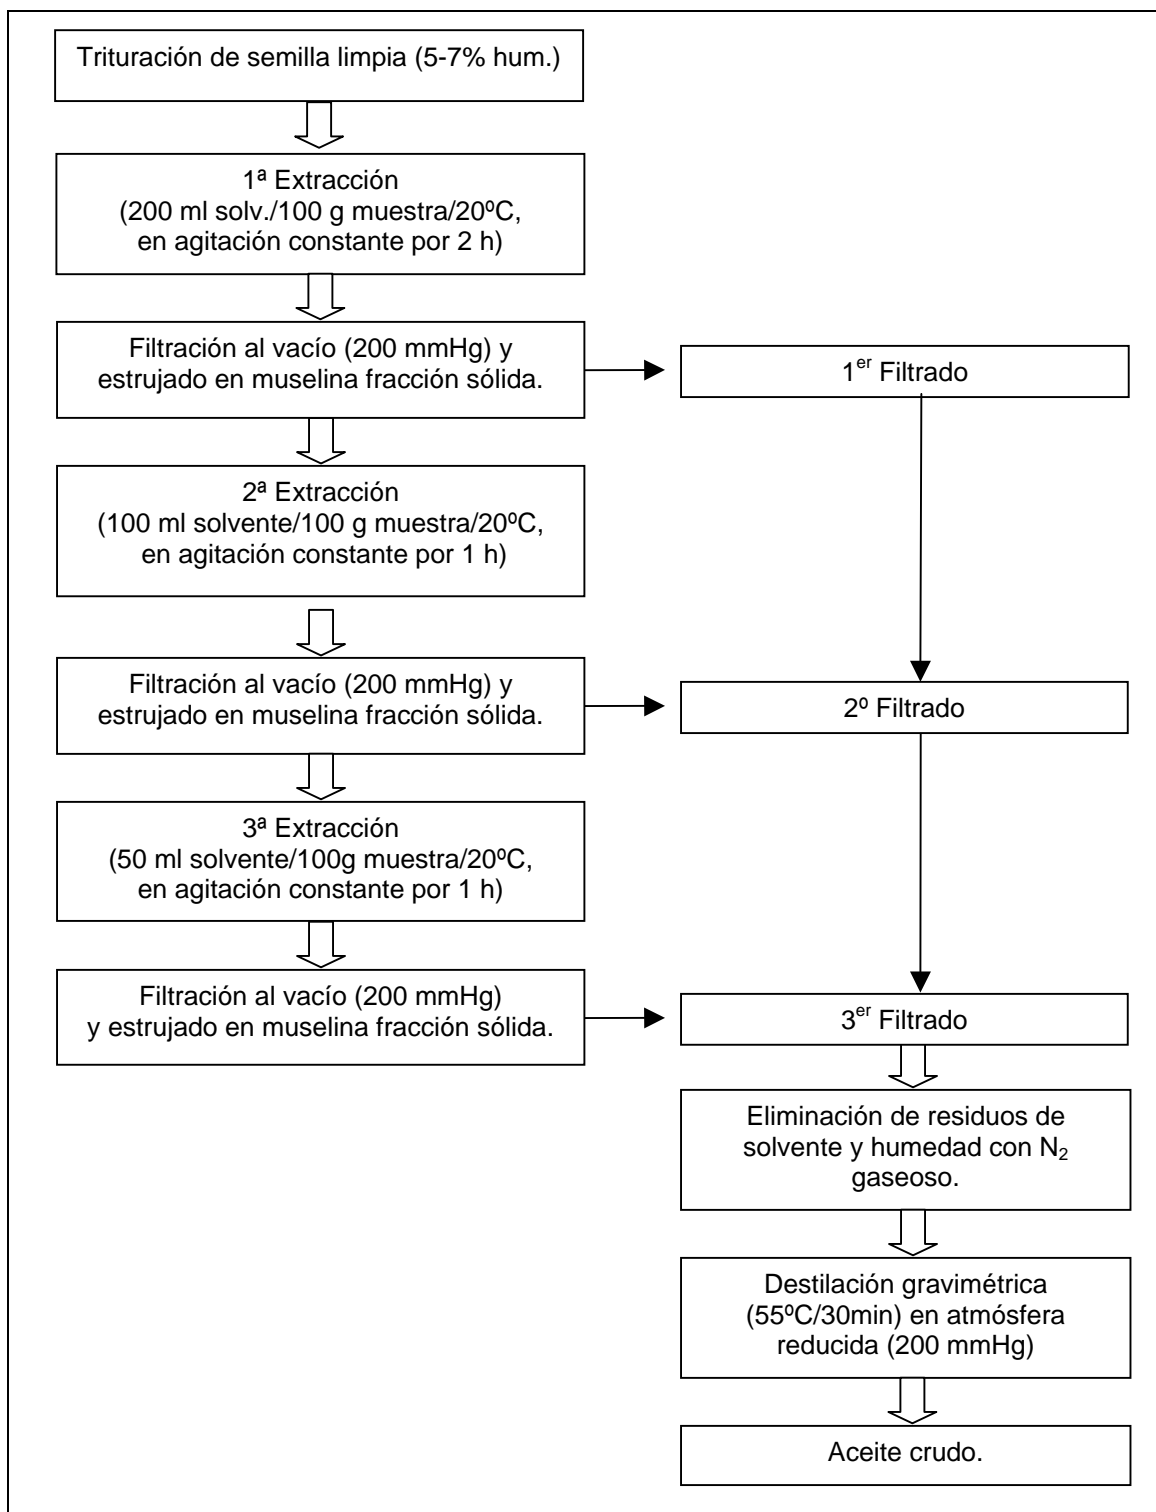 Trituración de semilla limpia (5-7% hum.)
1ª Extracción
(200 ml solv./100 g muestra/20ºC,
en agitación constante por 2 h)
Filtración al vacío (200 mmHg) y
estrujado en muselina fracción sólida.
1er Filtrado
2ª Extracción
(100 ml solvente/100 g muestra/20ºC,
en agitación constante por 1 h)
Filtración al vacío (200 mmHg) y
estrujado en muselina fracción sólida.
2º Filtrado
3ª Extracción
(50 ml solvente/100g muestra/20ºC,
en agitación constante por 1 h)
Filtración al vacío (200 mmHg)
y estrujado en muselina fracción sólida.
3er Filtrado
Eliminación de residuos de
solvente y humedad con N2
gaseoso.
Destilación gravimétrica
(55ºC/30min) en atmósfera
reducida (200 mmHg)
Aceite crudo.